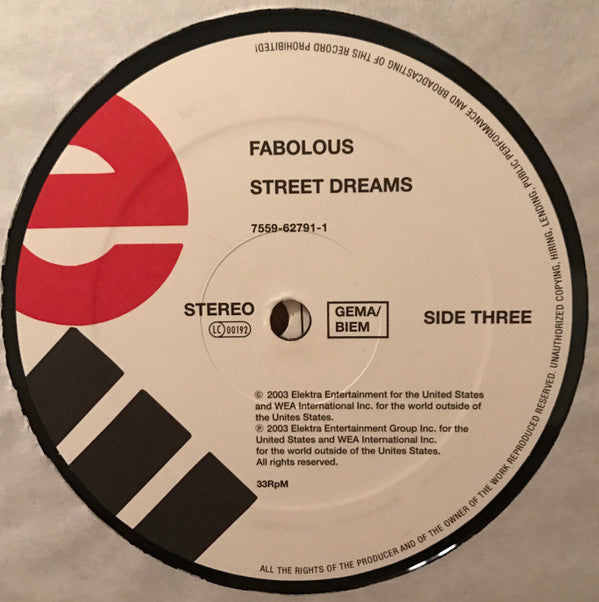 FABOLOUS
STREET DREAMS
7559-62791-1
STEREO
LC 00192
GEMA/
BIEM
SIDE THREE
© 2003 Elektra Entertainment for the United States
and WEA International Inc. for the world outside of
the Unites States.
℗ 2003 Elektra Entertainment Group Inc. for the
United States and WEA International Inc.
for the world outside of the Unites States.
All rights reserved.
33RpM
ALL THE RIGHTS OF THE PRODUCER AND OF THE OWNER OF THE WORK REPRODUCED RESERVED. UNAUTHORIZED COPYING, HIRING, LENDING, PUBLIC PERFORMANCE AND BROADCASTING OF THIS RECORD PROHIBITED!